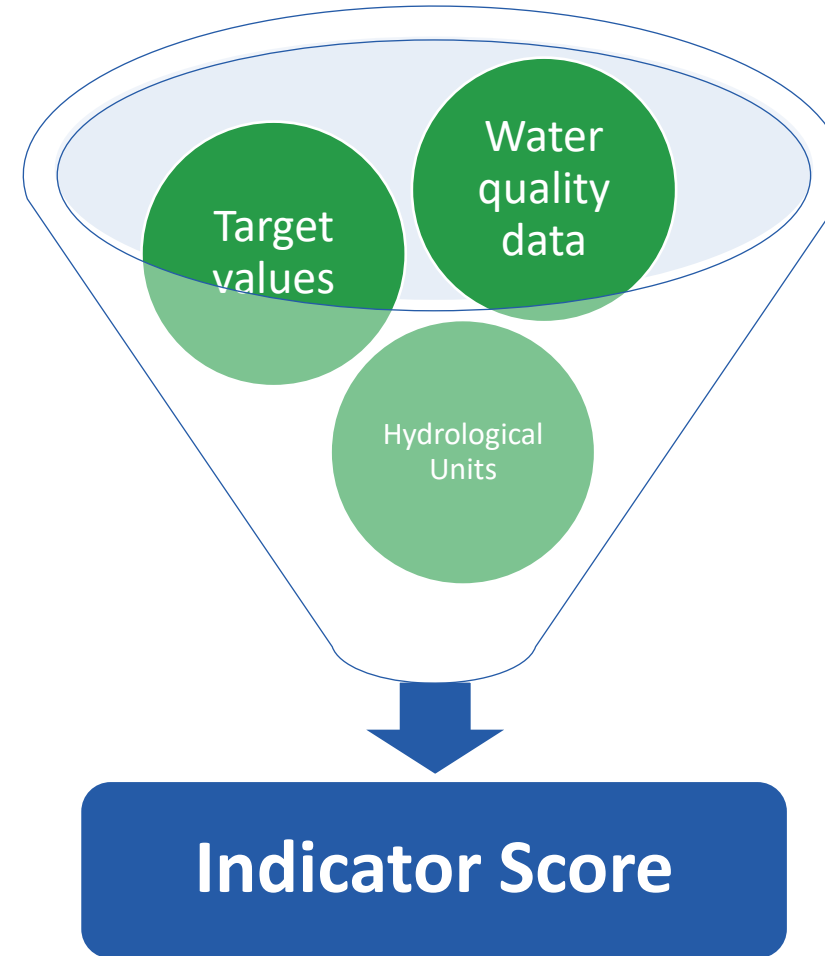 Water
quality
data
Target
values
Hydrological
Units
Indicator Score